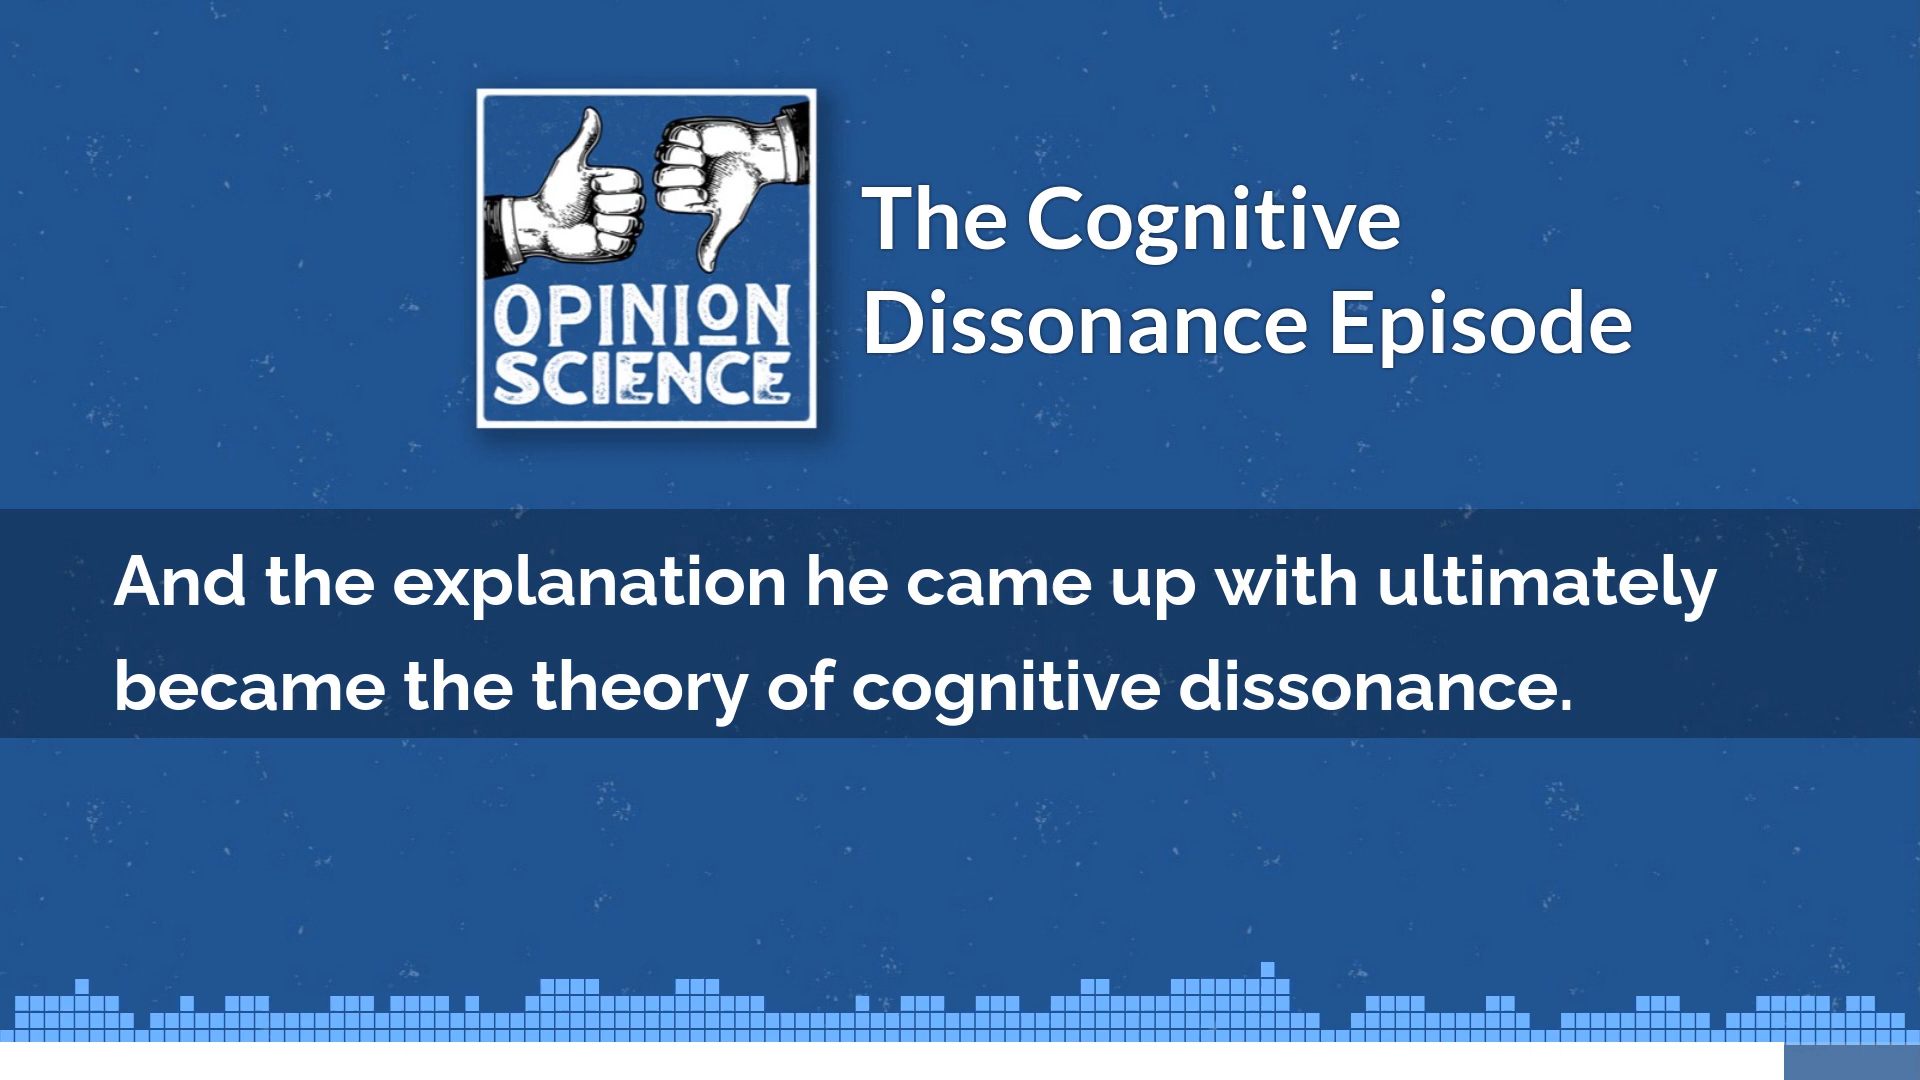 OPINION
SCIENCE
The Cognitive
Dissonance Episode
And the explanation he came up with ultimately
became the theory of cognitive dissonance.